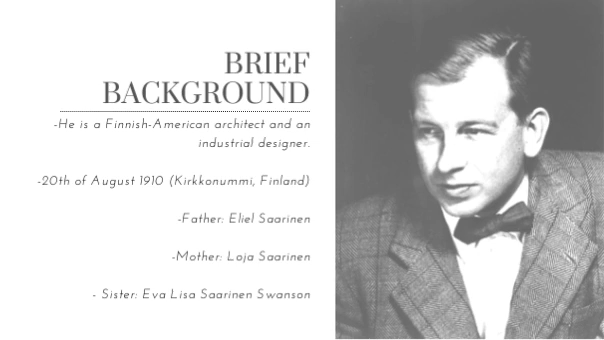 BRIEF
BACKGROUND
-He is a Finnish-American architect and an
industrial designer.
-20th of August 1910 (Kirkkonummi, Finland)
-Father: Eliel Saarinen
-Mother: Loja Saarinen
- Sister: Eva Lisa Saarinen Swanson